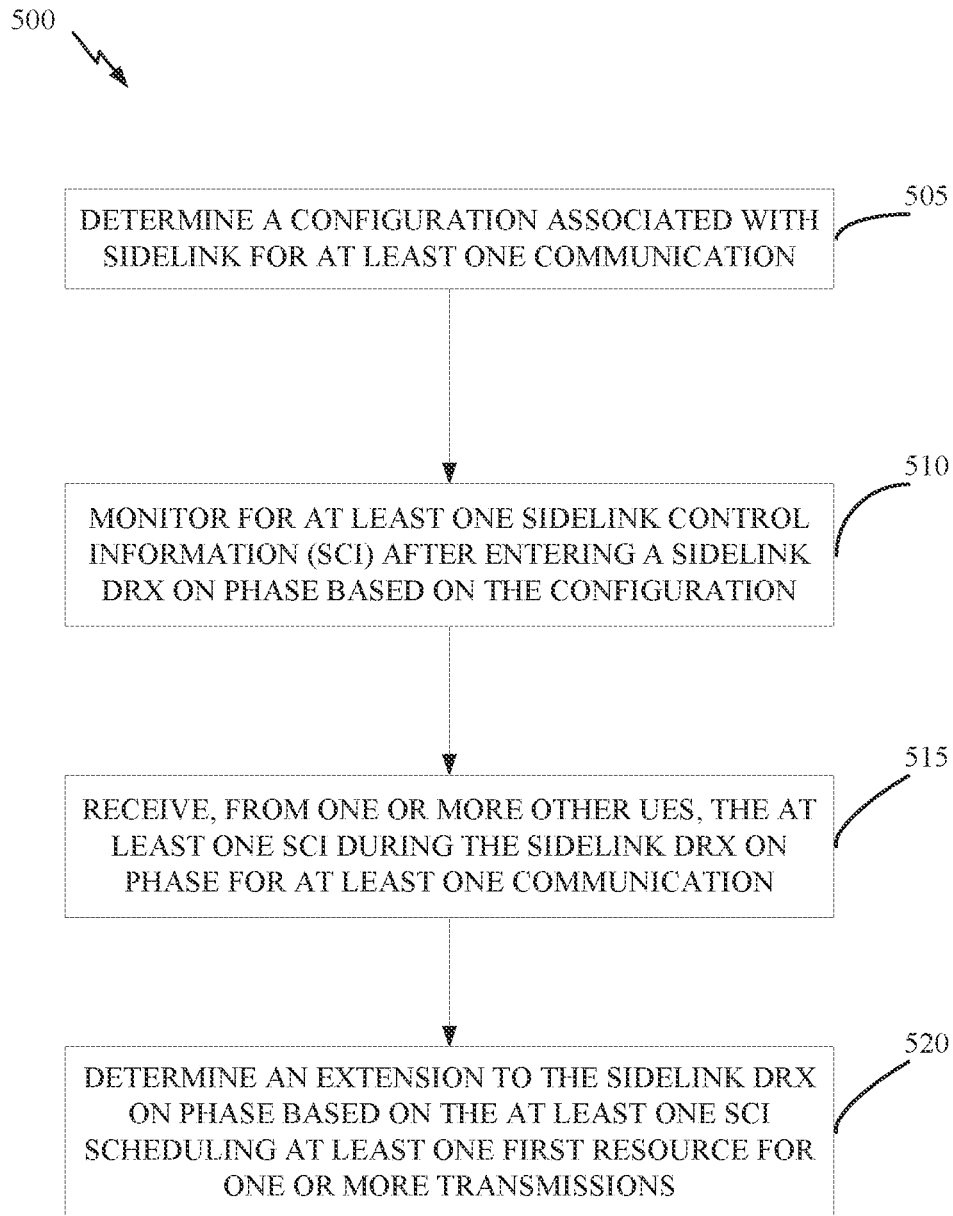 500
505
DETERMINE A CONFIGURATION ASSOCIATED WITH
SIDELINK FOR AT LEAST ONE COMMUNICATION
510
MONITOR FOR AT LEAST ONE SIDELINK CONTROL
INFORMATION (SCI) AFTER ENTERING A SIDELINK
DRX ON PHASE BASED ON THE CONFIGURATION
515
RECEIVE, FROM ONE OR MORE OTHER UES, THE AT
LEAST ONE SCI DURING THE SIDELINK DRX ON
PHASE FOR AT LEAST ONE COMMUNICATION
520
DETERMINE AN EXTENSION TO THE SIDELINK DRX
ON PHASE BASED ON THE AT LEAST ONE SCI
SCHEDULING AT LEAST ONE FIRST RESOURCE FOR
ONE OR MORE TRANSMISSIONS